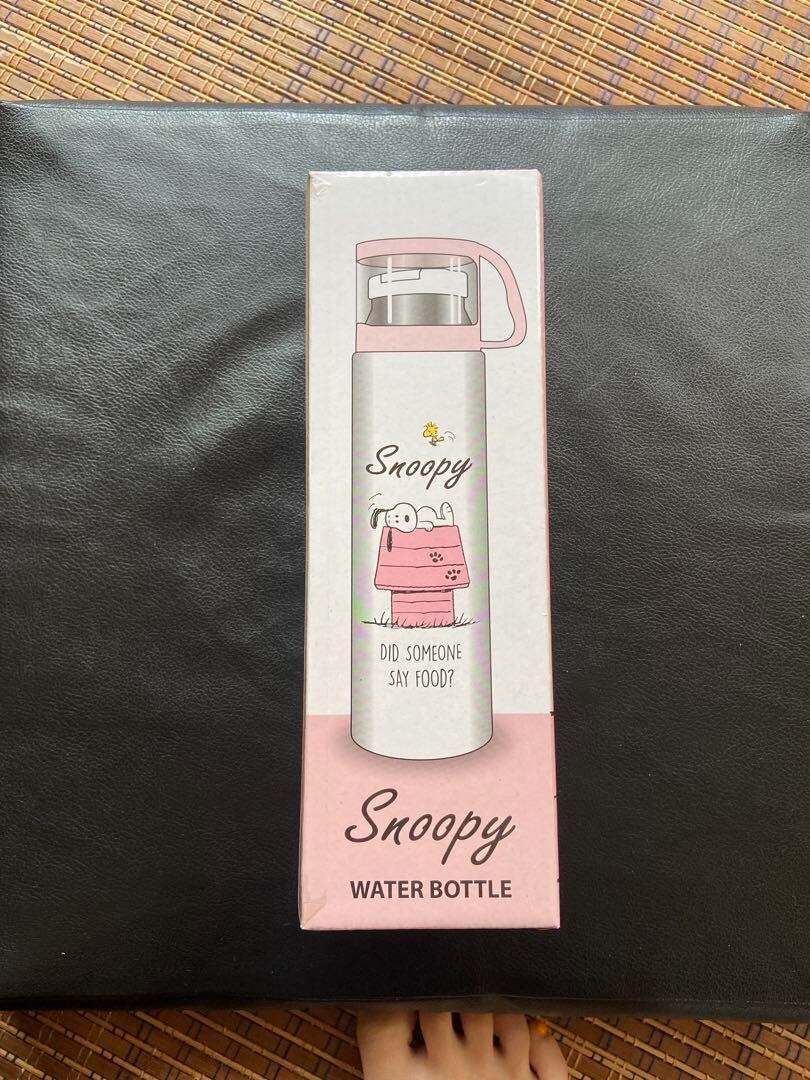 Snoopy
DID SOMEONE
SAY FOOD?
Snoopy
WATER BOTTLE